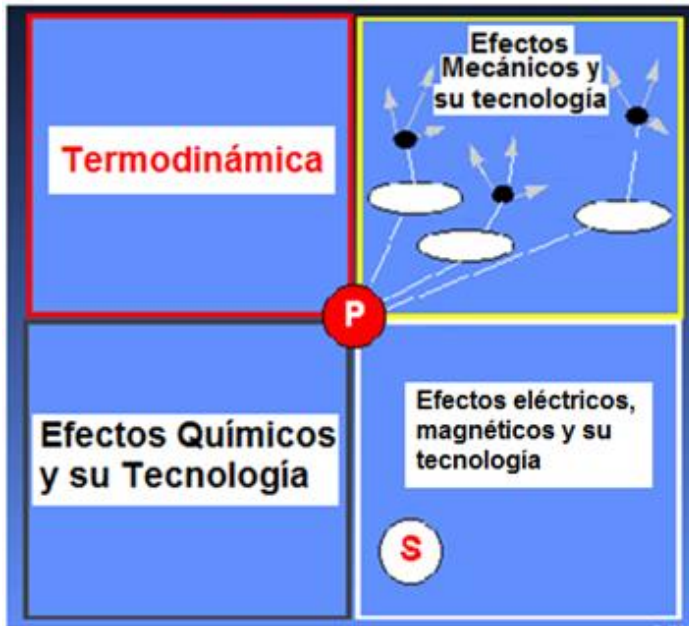 Termodinámica
Efectos
Mecánicos y
su tecnología
P
Efectos Químicos
y su Tecnología
Efectos eléctricos,
magnéticos y su
tecnología
S